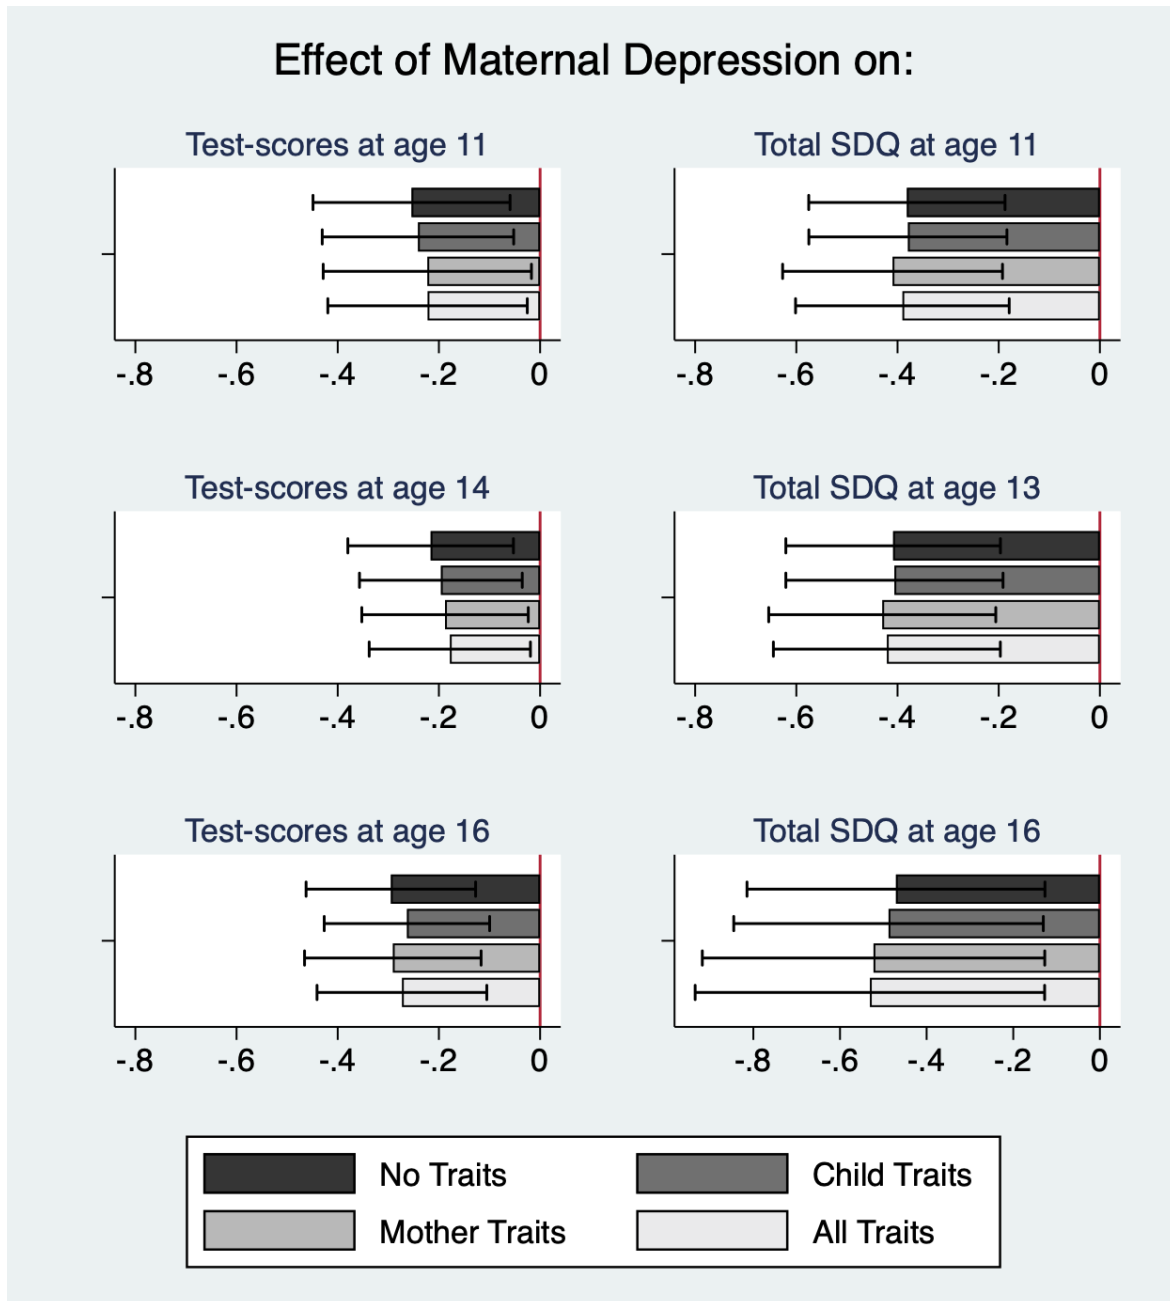 Effect of Maternal Depression on:
Test-scores at age 11
Total SDQ at age 11
-.8 -.6 -.4 -.2 0
-.8 -.6 -.4 -.2 0
Test-scores at age 14
Total SDQ at age 13
-.8 -.6 -.4 -.2 0
-.8 -.6 -.4 -.2 0
Test-scores at age 16
Total SDQ at age 16
-.8 -.6 -.4 -.2 0
-.8 -.6 -.4 -.2 0
No Traits
Child Traits
Mother Traits
All Traits